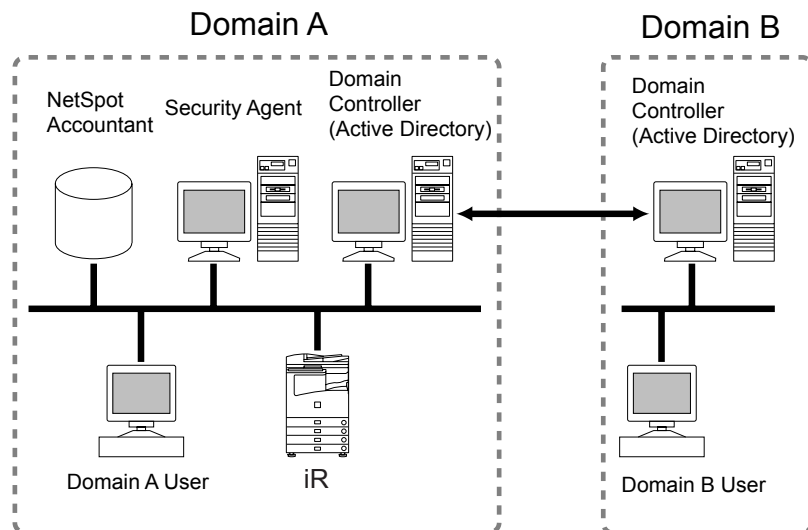 Domain A
Domain B
NetSpot
Accountant
Security Agent
Domain
Controller
(Active Directory)
Domain
Controller
(Active Directory)
Domain A User
iR
Domain B User